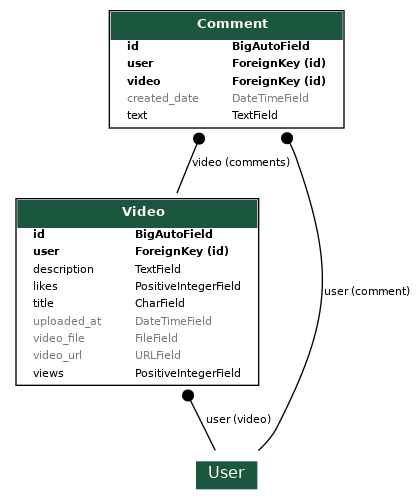 Comment
id BigAutoField
user ForeignKey (id)
video ForeignKey (id)
created_date DateTimeField
text TextField
video (comments)
Video
id BigAutoField
user ForeignKey (id)
description TextField
likes PositiveIntegerField
title CharField
uploaded_at DateTimeField
video_file FileField
video_url URLField
views PositiveIntegerField
user (comment)
user (video)
User